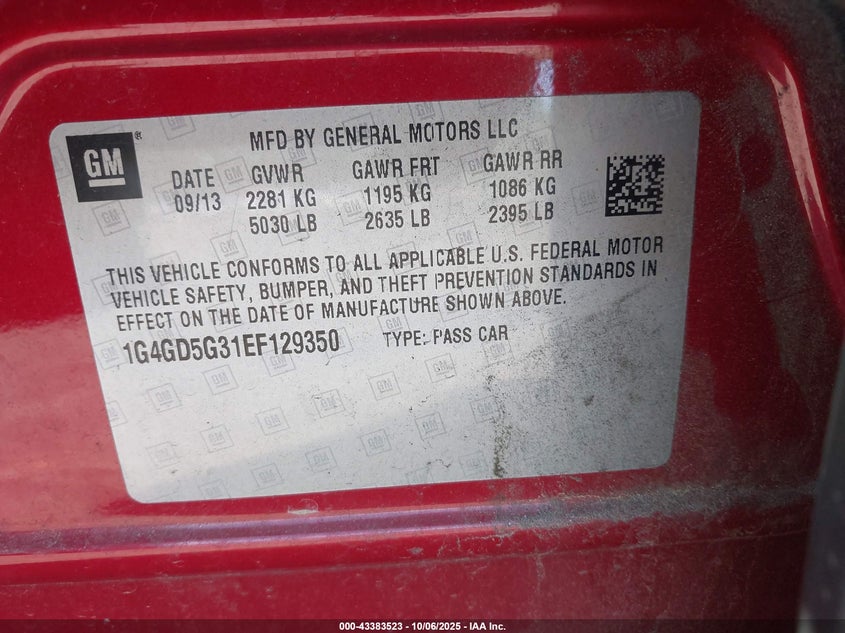 GM ®
MFD BY GENERAL MOTORS LLC
DATE GVWR GAWR FRT GAWR RR
09/13 2281 KG 1195 KG 1086 KG
5030 LB 2635 LB 2395 LB
THIS VEHICLE CONFORMS TO ALL APPLICABLE U.S. FEDERAL MOTOR
VEHICLE SAFETY, BUMPER, AND THEFT PREVENTION STANDARDS IN
EFFECT ON THE DATE OF MANUFACTURE SHOWN ABOVE.
1G4GD5G31EF129350 TYPE: PASS CAR
000-43383523 - 10/06/2025 - IAA Inc.